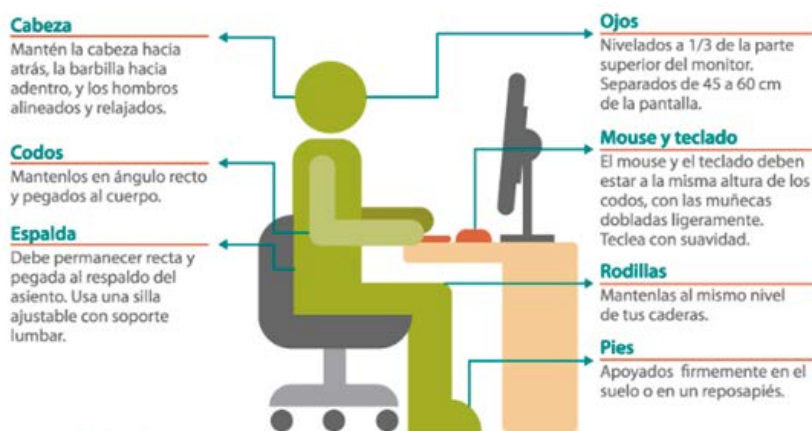 Cabeza
Mantén la cabeza hacia
atrás, la barbilla hacia
adentro, y los hombros
alineados y relajados.
Codos
Mantenlos en ángulo recto
y pegados al cuerpo.
Espalda
Debe permanecer recta y
pegada al respaldo del
asiento. Usa una silla
ajustable con soporte
lumbar.
Ojos
Nivelados a 1/3 de la parte
superior del monitor.
Separados de 45 a 60 cm
de la pantalla.
Mouse y teclado
El mouse y el teclado deben
estar a la misma altura de los
codos, con las muñecas
dobladas ligeramente.
Teclea con suavidad.
Rodillas
Mantenlas al mismo nivel
de tus caderas.
Pies
Apoyados firmemente en el
suelo o en un reposapiés.